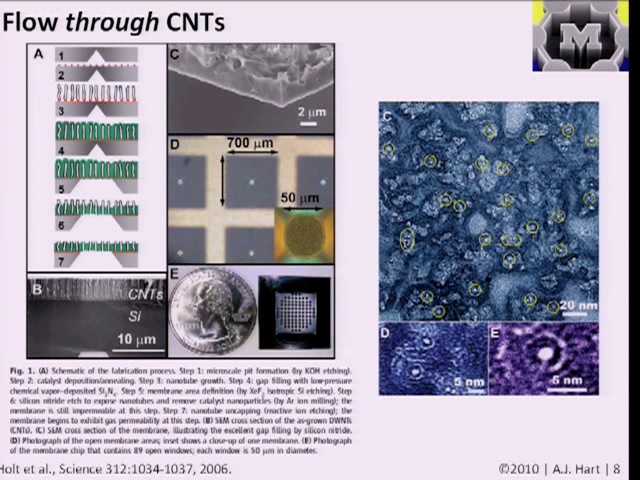 Flow through CNTs
A
1
2
3
4
5
6
7
C
2 μm
D
700 μm
50 μm
B
CNTs
Si
10 μm
E
C
20 nm
D
5 nm
E
5 nm
Fig. 1. (A) Schematic of the fabrication process. Step 1: microscale pit formation (by KOH etching).
Step 2: catalyst deposition/annealing. Step 3: nanotube growth. Step 4: gap filling with low-pressure
chemical vapor–deposited Si3N4. Step 5: membrane area definition (by XeF2 isotropic Si etching). Step
6: silicon nitride etch to expose nanotubes and remove catalyst nanoparticles (by Ar ion milling); the
membrane is still impermeable at this step. Step 7: nanotube uncapping (reactive ion etching); the
membrane begins to exhibit gas permeability at this step. (B) SEM cross section of the as-grown DWNTs
(CNTs). (C) SEM cross section of the membrane, illustrating the excellent gap filling by silicon nitride.
(D) Photograph of the open membrane areas; inset shows a close-up of one membrane. (E) Photograph
of the membrane chip that contains 89 open windows; each window is 50 μm in diameter.
Holt et al., Science 312:1034-1037, 2006.
©2010 | A.J. Hart | 8
M